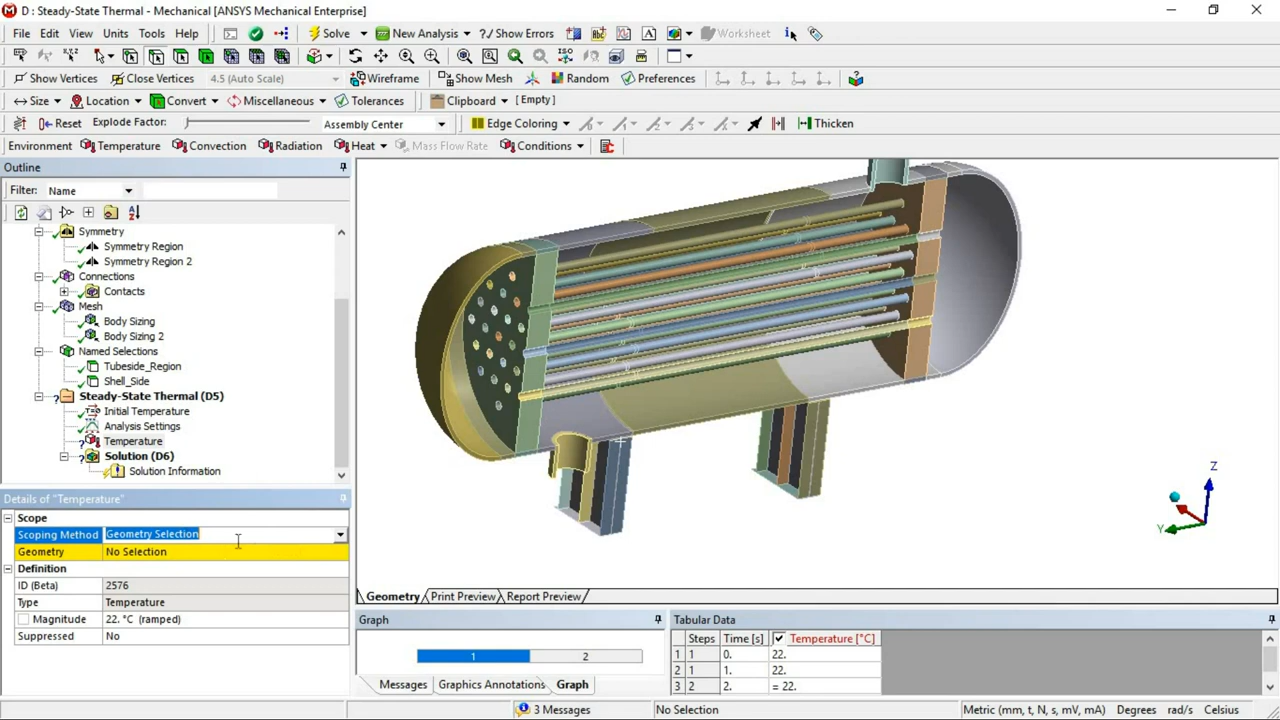 D : Steady-State Thermal - Mechanical [ANSYS Mechanical Enterprise]
File Edit View Units Tools Help Solve New Analysis ?/ Show Errors Worksheet
Show Vertices Close Vertices 4.5 (Auto Scale) Wireframe Show Mesh Random Preferences
Size Location Convert Miscellaneous Tolerances Clipboard [ Empty ]
Reset Explode Factor: Assembly Center Edge Coloring Thicken
Environment Temperature Convection Radiation Heat Mass Flow Rate Conditions
Outline
Filter: Name
Symmetry
Symmetry Region
Symmetry Region 2
Connections
Contacts
Mesh
Body Sizing
Body Sizing 2
Named Selections
Tubeside_Region
Shell_Side
Steady-State Thermal (D5)
Initial Temperature
Analysis Settings
Temperature
Solution (D6)
Solution Information
Details of "Temperature"
Scope
Scoping Method Geometry Selection
Geometry No Selection
Definition
ID (Beta) 2576
Type Temperature
Magnitude 22. °C (ramped)
Suppressed No
Z
Y
Geometry Print Preview Report Preview
Graph
1 2
Messages Graphics Annotations Graph
Tabular Data
Steps Time [s] Temperature [°C]
1 1 0. 22.
2 1 1. 22.
3 2 2. = 22.
3 Messages No Selection Metric (mm, t, N, s, mV, mA) Degrees rad/s Celsius